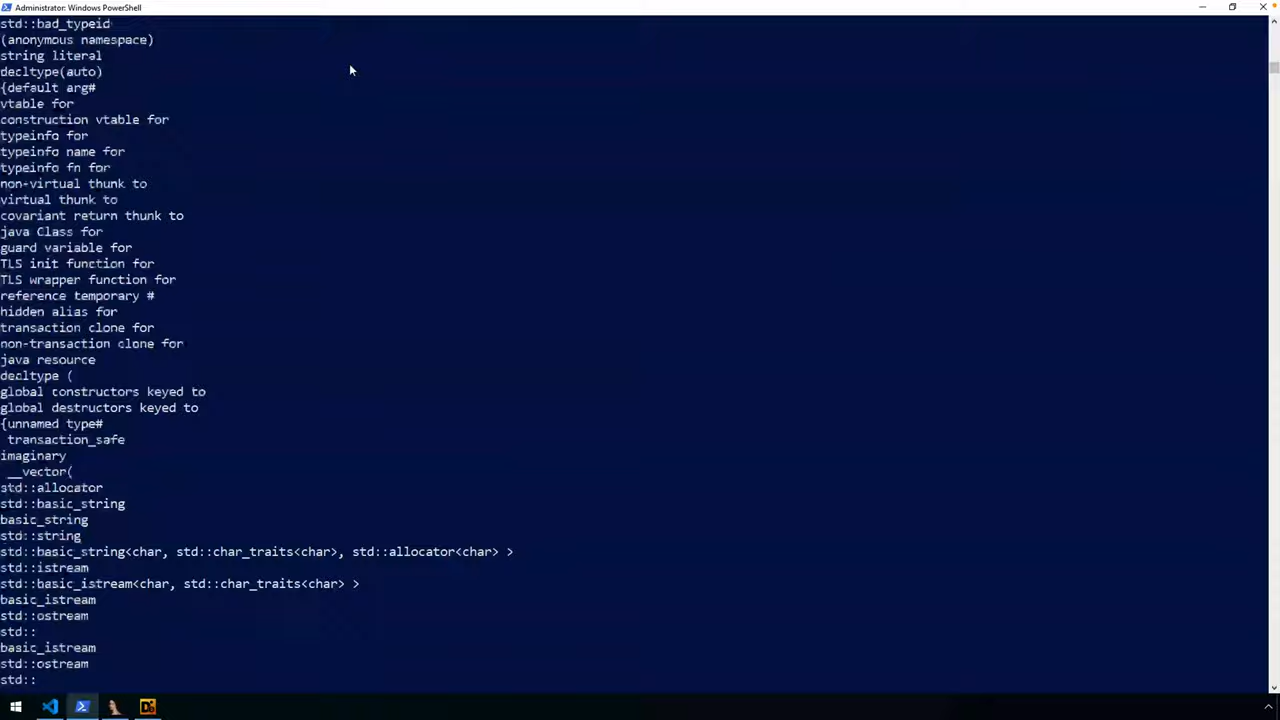 Administrator: Windows PowerShell
std::bad_typeid
(anonymous namespace)
string literal
decltype(auto)
{default arg#
vtable for
construction vtable for
typeinfo for
typeinfo name for
typeinfo fn for
non-virtual thunk to
virtual thunk to
covariant return thunk to
java Class for
guard variable for
TLS init function for
TLS wrapper function for
reference temporary #
hidden alias for
transaction clone for
non-transaction clone for
java resource
decltype (
global constructors keyed to
global destructors keyed to
{unnamed type#
 transaction_safe
imaginary
 __vector(
std::allocator
std::basic_string
basic_string
std::string
std::basic_string<char, std::char_traits<char>, std::allocator<char> >
std::istream
std::basic_istream<char, std::char_traits<char> >
basic_istream
std::ostream
std::
basic_istream
std::ostream
std::